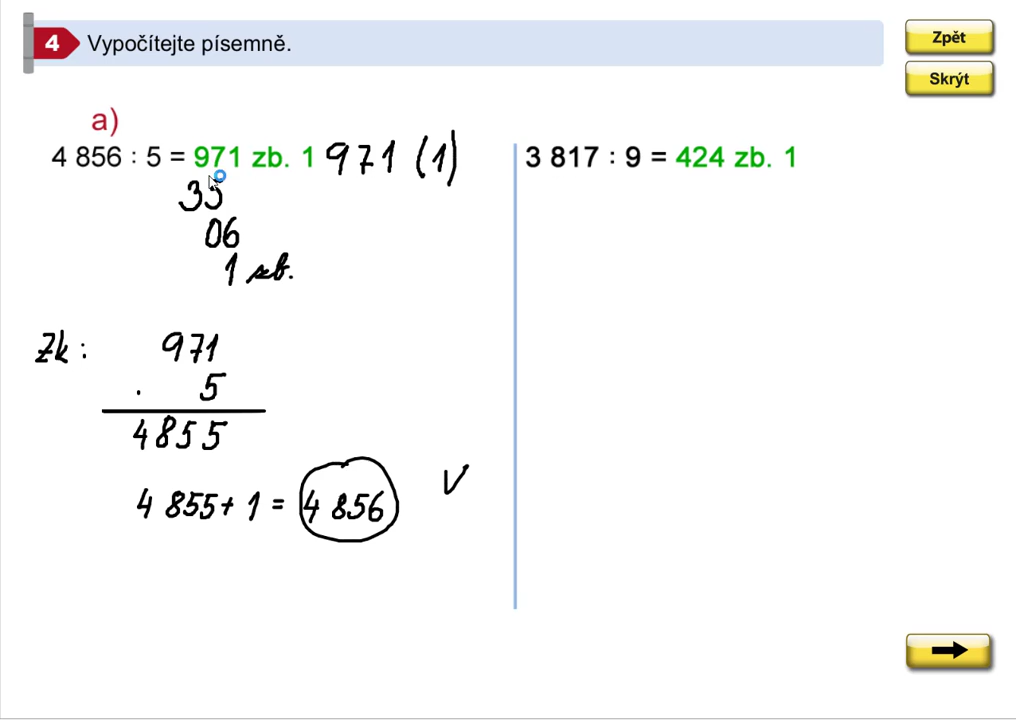 4 Vypočítejte písemně.
Zpět
Skrýt
a)
4 856 : 5 = 971 zb. 1 971 (1)
35
06
1 zb.
Zk: 971
. 5
4855
4 855 + 1 = 4 856 V
3 817 : 9 = 424 zb. 1